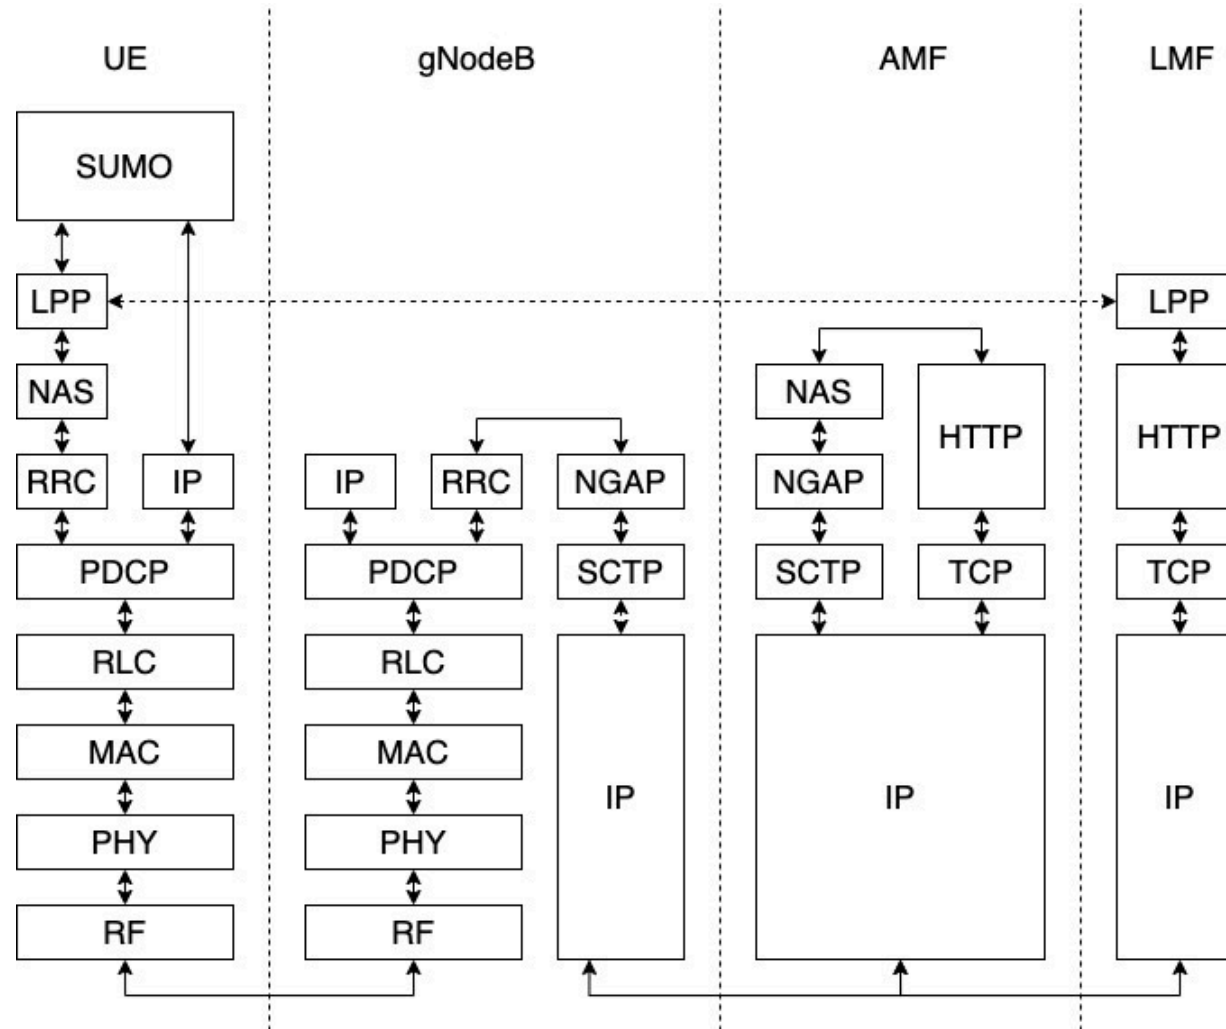 UE
gNodeB
AMF
LMF
SUMO
LPP
LPP
NAS
NAS
HTTP
HTTP
RRC
IP
IP
RRC
NGAP
NGAP
PDCP
PDCP
SCTP
SCTP
TCP
TCP
RLC
RLC
MAC
MAC
IP
IP
IP
PHY
PHY
RF
RF